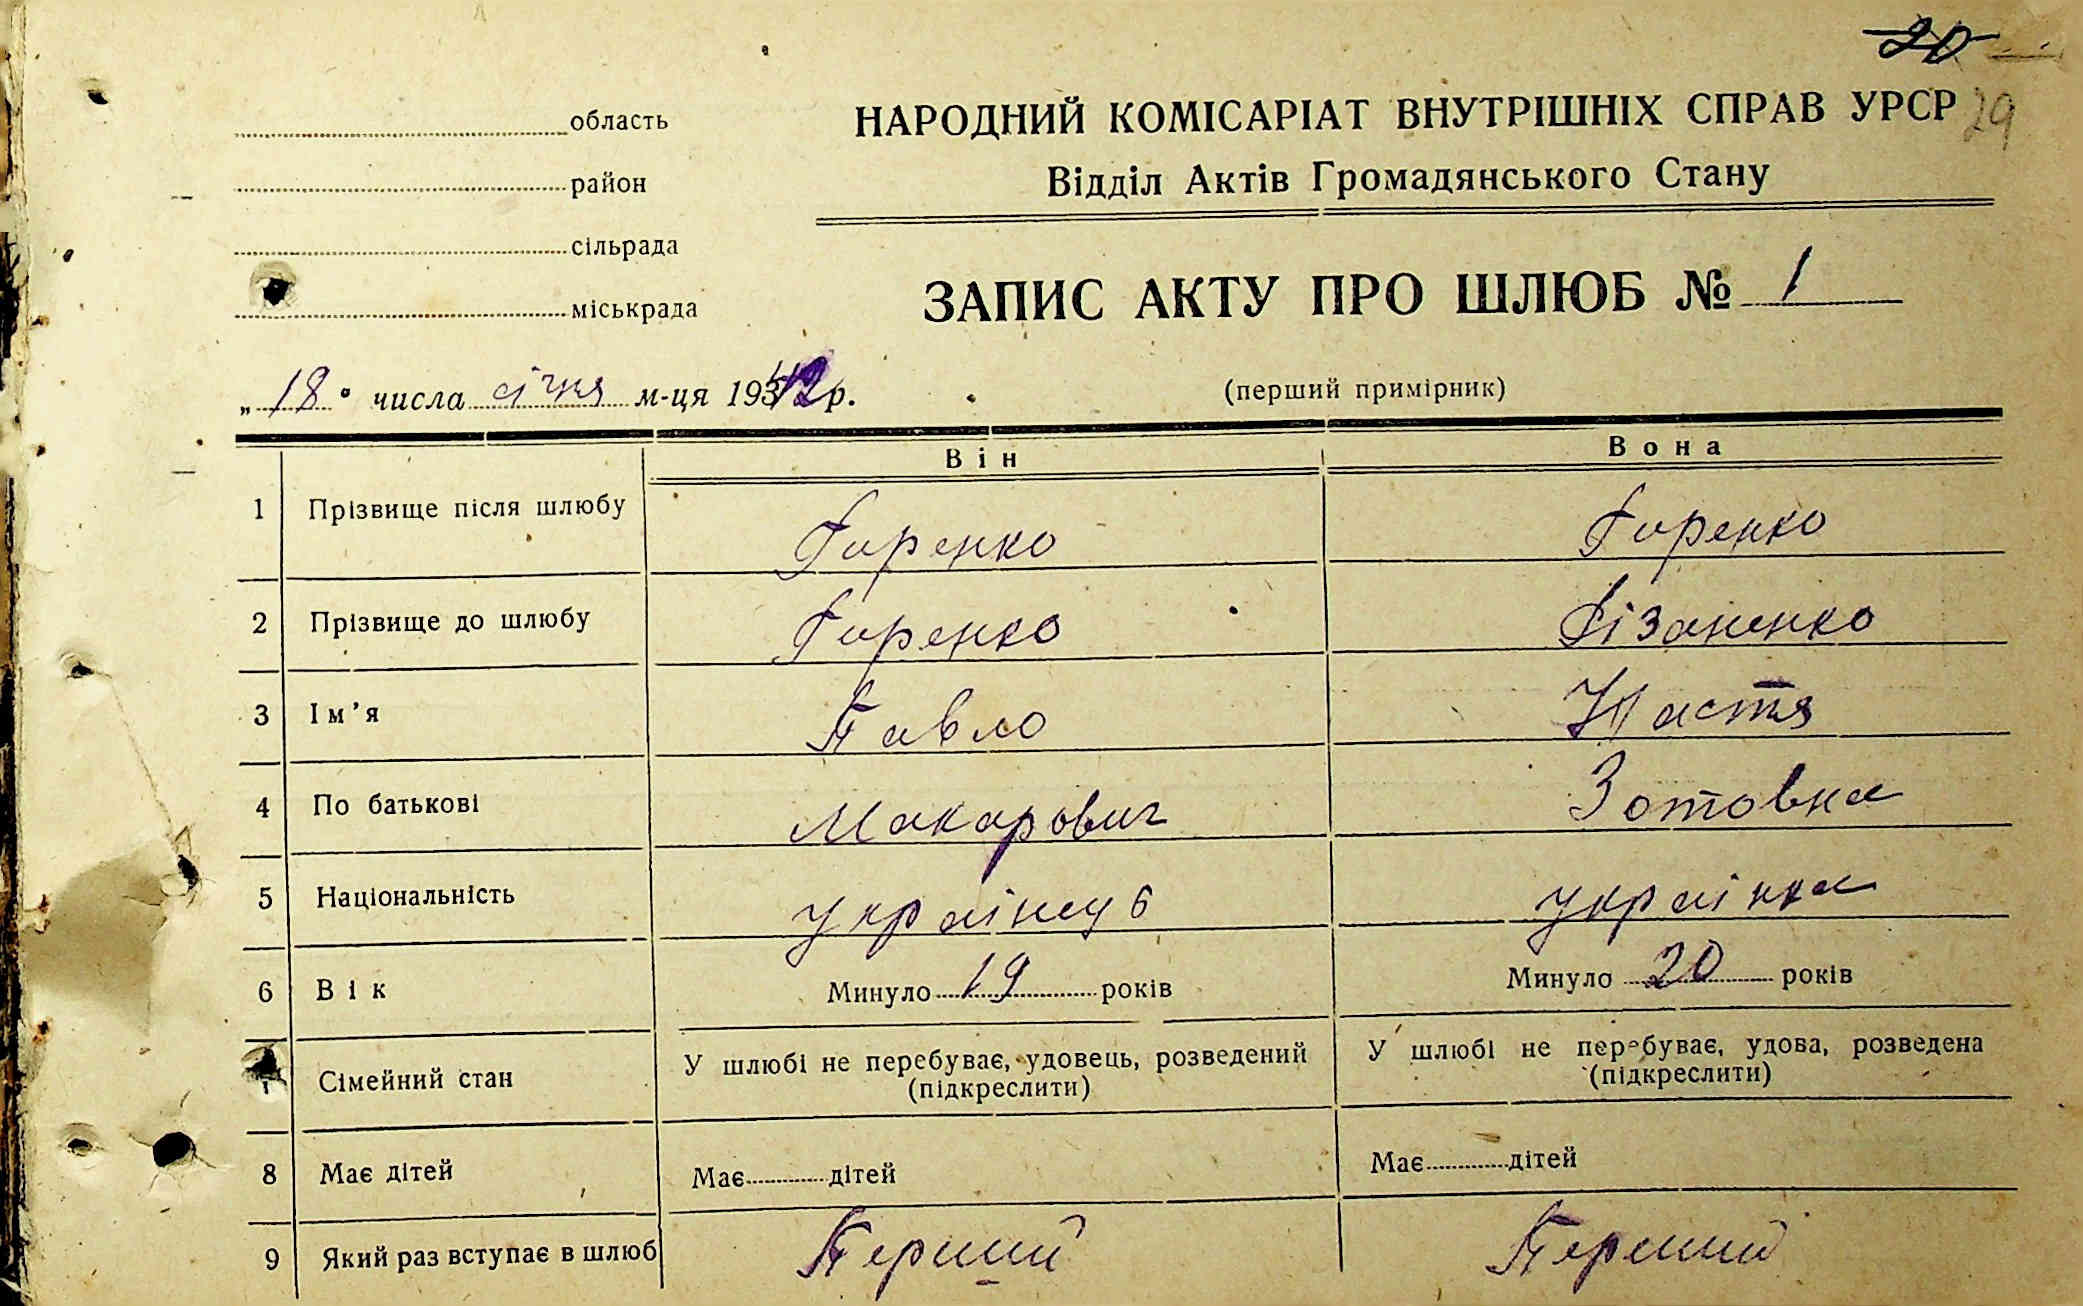 20
29
область
район
сільрада
міськрада
НАРОДНИЙ КОМІСАРІАТ ВНУТРІШНІХ СПРАВ УРСР
Відділ Актів Громадянського Стану
ЗАПИС АКТУ ПРО ШЛЮБ № 1
„18" числа січня м-ця 1942 р.
(перший примірник)
Він Вона
1 Прізвище після шлюбу Гиренко Гиренко
2 Прізвище до шлюбу Гиренко
3 Ім'я Павло Настя
4 По батькові Макарович Зотовна
5 Національність українец українка
6 Вік Минуло 19 років Минуло 20 років
7 Сімейний стан У шлюбі не перебуває, удовець, розведений (підкреслити) У шлюбі не перебуває, удова, розведена (підкреслити)
8 Має дітей Має дітей Має дітей
9 Який раз вступає в шлюб Перший Перший